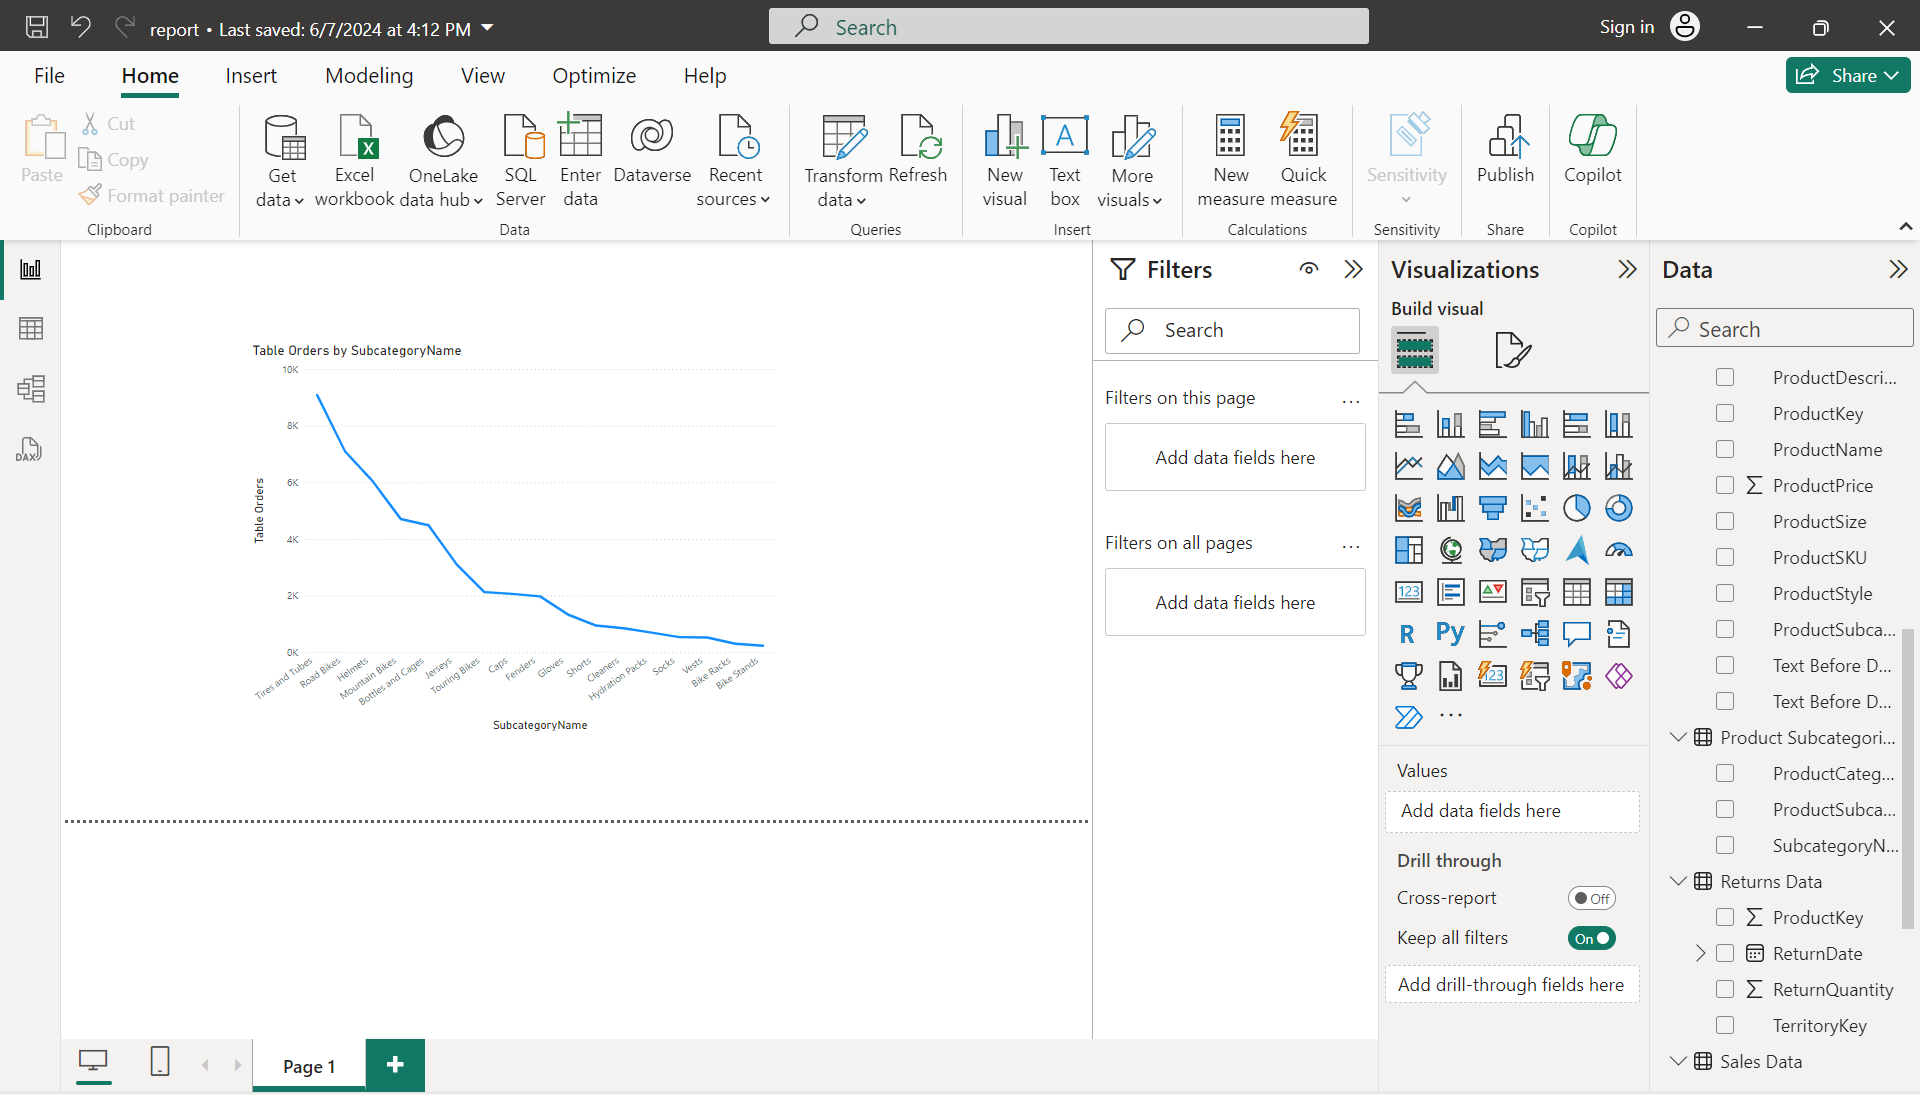 report • Last saved: 6/7/2024 at 4:12 PM
Search
Sign in
File
Home
Insert
Modeling
View
Optimize
Help
Share
Paste
Cut
Copy
Format painter
Clipboard
Get data
Excel workbook
OneLake data hub
SQL Server
Enter data
Dataverse
Recent sources
Data
Transform data
Refresh
Queries
New visual
A
Text box
More visuals
Insert
New measure
Quick measure
Calculations
Sensitivity
Sensitivity
Publish
Share
Copilot
Copilot
DAX
Table Orders by SubcategoryName
10K
8K
6K
4K
2K
0K
Table Orders
Tires and Tubes
Road Bikes
Helmets
Mountain Bikes
Bottles and Cages
Jerseys
Touring Bikes
Caps
Fenders
Gloves
Shorts
Cleaners
Hydration Packs
Socks
Vests
Bike Racks
Bike Stands
SubcategoryName
Page 1
Filters
Search
Filters on this page
...
Add data fields here
Filters on all pages
...
Add data fields here
Visualizations
Build visual
123
R
Py
123
...
Values
Add data fields here
Drill through
Cross-report
Off
Keep all filters
On
Add drill-through fields here
Data
Search
ProductDescri...
ProductKey
ProductName
ProductPrice
ProductSize
ProductSKU
ProductStyle
ProductSubca...
Text Before D...
Text Before D...
Product Subcategori...
ProductCateg...
ProductSubca...
SubcategoryN...
Returns Data
ProductKey
ReturnDate
ReturnQuantity
TerritoryKey
Sales Data